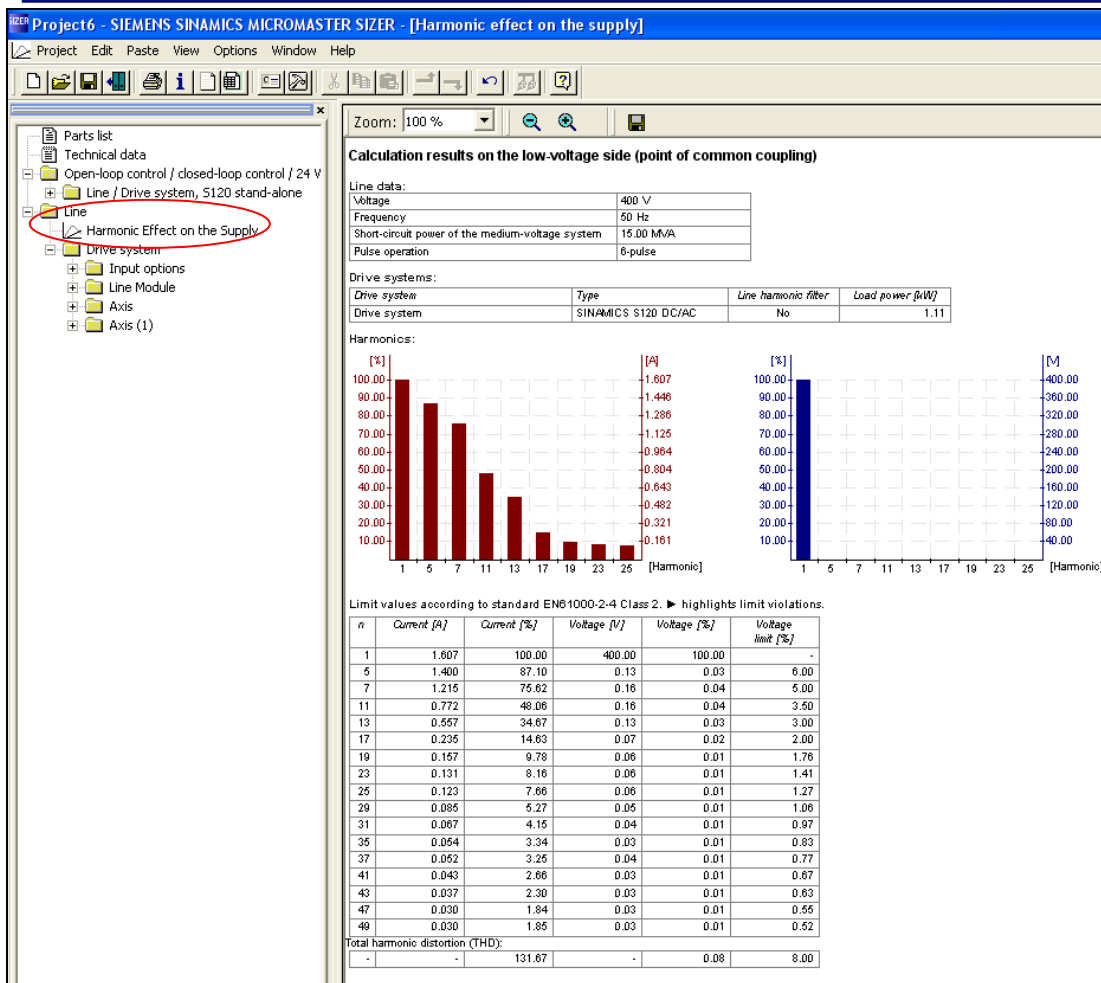 SIZER Project6 - SIEMENS SINAMICS MICROMASTER SIZER - [Harmonic effect on the supply]
Project Edit Paste View Options Window Help
Zoom: 100 %
Parts list
Technical data
Open-loop control / closed-loop control / 24 V
Line / Drive system, S120 stand-alone
Line
Harmonic Effect on the Supply
Drive system
Input options
Line Module
Axis
Axis (1)
Calculation results on the low-voltage side (point of common coupling)
Line data:
Voltage 400 V
Frequency 50 Hz
Short-circuit power of the medium-voltage system 15.00 MVA
Pulse operation 6-pulse
Drive systems:
Drive system Type Line harmonic filter Load power [kW]
Drive system SINAMICS S120 DC/AC No 1.11
Harmonics:
[%] [A] [%] [V]
100.00 1.607 100.00 400.00
90.00 1.446 90.00 360.00
80.00 1.286 80.00 320.00
70.00 1.125 70.00 280.00
60.00 0.964 60.00 240.00
50.00 0.804 50.00 200.00
40.00 0.643 40.00 160.00
30.00 0.482 30.00 120.00
20.00 0.321 20.00 80.00
10.00 0.161 10.00 40.00
1 5 7 11 13 17 19 23 25 [Harmonic] 1 5 7 11 13 17 19 23 25 [Harmonic]
Limit values according to standard EN61000-2-4 Class 2. ► highlights limit violations.
n Current [A] Current [%] Voltage [V] Voltage [%] Voltage limit [%]
1 1.607 100.00 400.00 100.00 -
5 1.400 87.10 0.13 0.03 6.00
7 1.215 75.62 0.16 0.04 5.00
11 0.772 48.06 0.16 0.04 3.50
13 0.557 34.67 0.13 0.03 3.00
17 0.235 14.63 0.07 0.02 2.00
19 0.157 9.78 0.06 0.01 1.76
23 0.131 8.16 0.06 0.01 1.41
25 0.123 7.66 0.06 0.01 1.27
29 0.085 5.27 0.05 0.01 1.06
31 0.067 4.15 0.04 0.01 0.97
35 0.054 3.34 0.03 0.01 0.83
37 0.052 3.25 0.04 0.01 0.77
41 0.043 2.66 0.03 0.01 0.67
43 0.037 2.30 0.03 0.01 0.63
47 0.030 1.84 0.03 0.01 0.55
49 0.030 1.85 0.03 0.01 0.52
Total harmonic distortion (THD):
- - 131.67 - 0.08 8.00